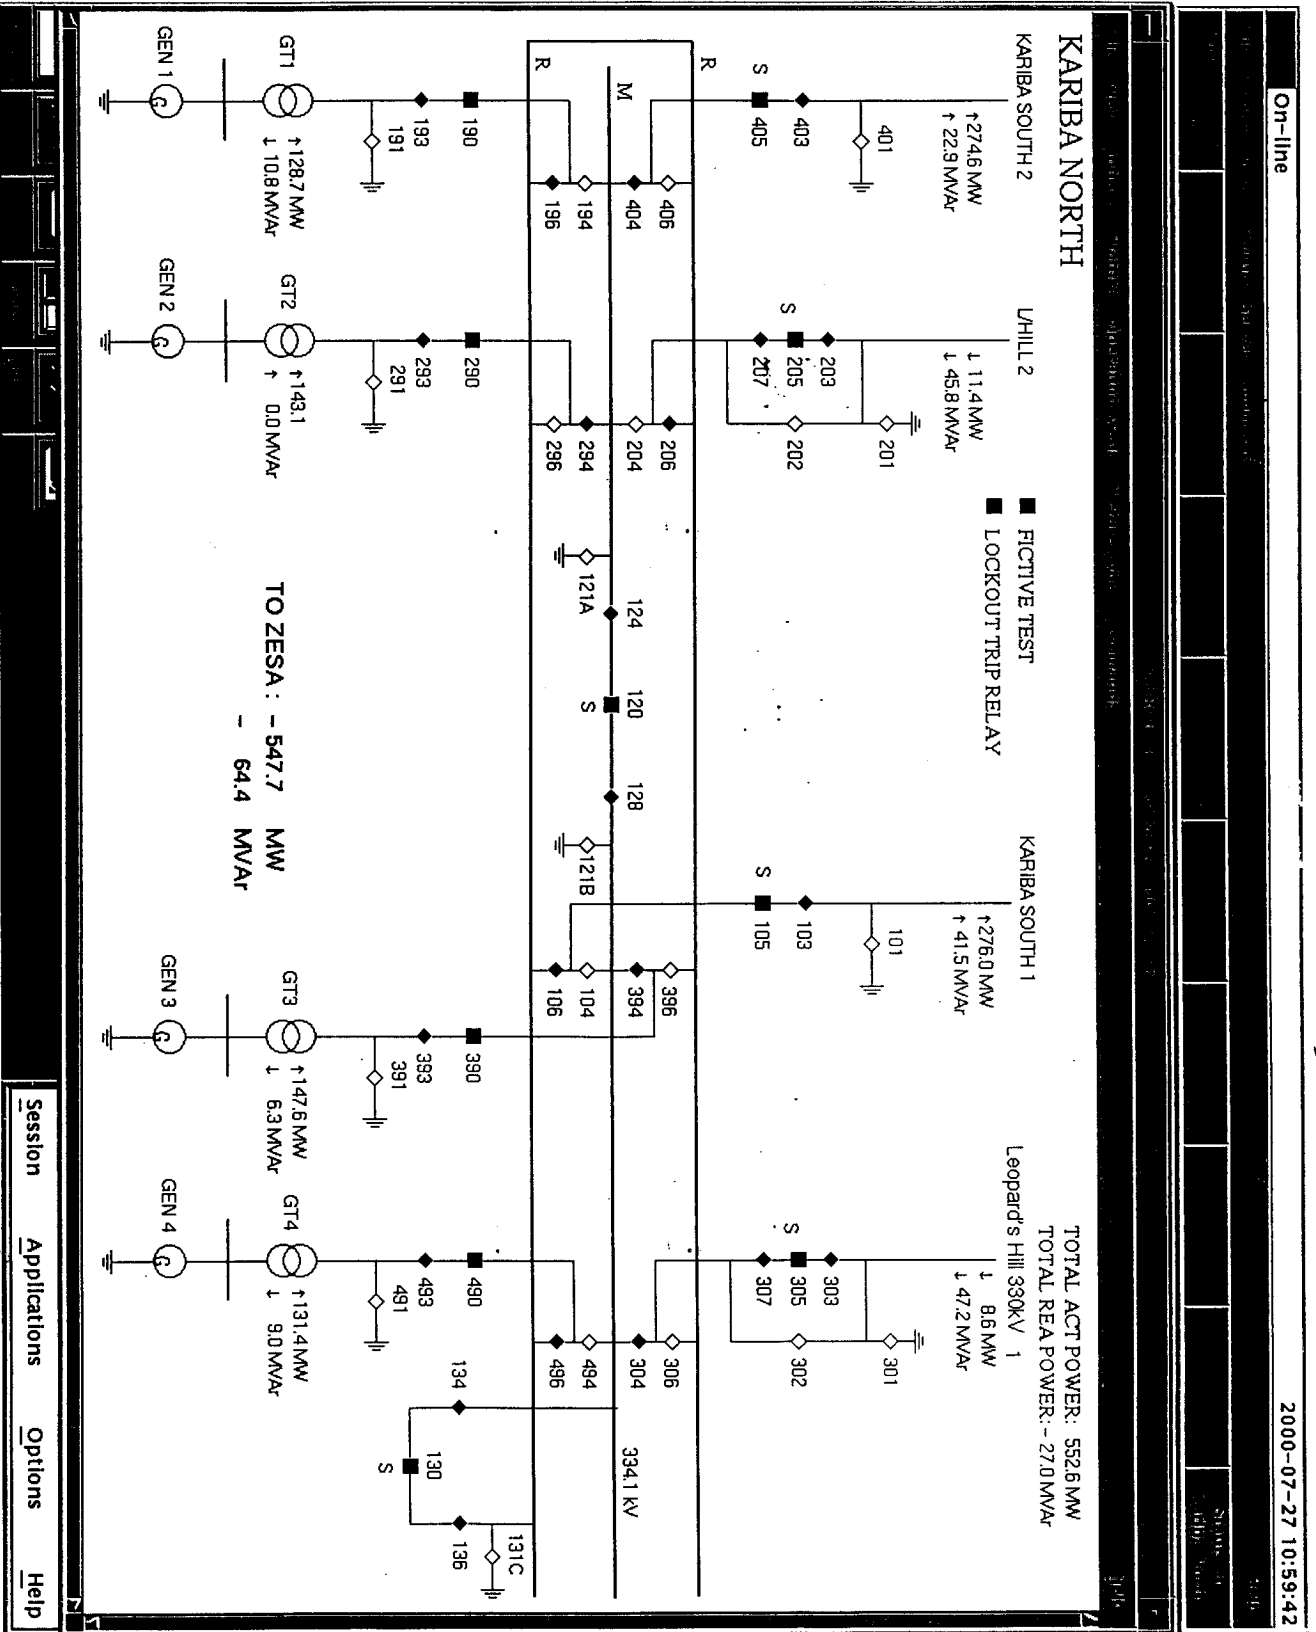 On-line
2000-07-27 10:59:42
KARIBA NORTH
TOTAL ACT POWER: 552.6 MW
TOTAL REA POWER:- 27.0 MVAr
KARIBA SOUTH 2
L/HILL 2
KARIBA SOUTH 1
Leopard's Hill 330kV 1
↑274.6 MW
↑ 22.9 MVAr
↓ 11.4 MW
↓ 45.8 MVAr
↑276.0 MW
↑ 41.5 MVAr
↓ 8.6 MW
↓ 47.2 MVAr
FICTIVE TEST
LOCKOUT TRIP RELAY
401
403
S
405
201
203
S
205
202
207
101
103
S
105
301
303
S
305
302
307
R
406
404
206
204
396
394
306
304
M
124
120
S
128
334.1 kV
194
196
294
296
121A
121B
104
106
494
496
R
190
193
191
290
293
291
390
393
391
490
493
491
131C
134
130
S
136
GT1
↑128.7 MW
↓ 10.8 MVAr
GT2
↑143.1
↑ 0.0 MVAr
TO ZESA : - 547.7 MW
- 64.4 MVAr
GT3
↑147.6 MW
↓ 6.3 MVAr
GT4
↑131.4 MW
↓ 9.0 MVAr
GEN 1
G
GEN 2
G
GEN 3
G
GEN 4
G
Session Applications Options Help